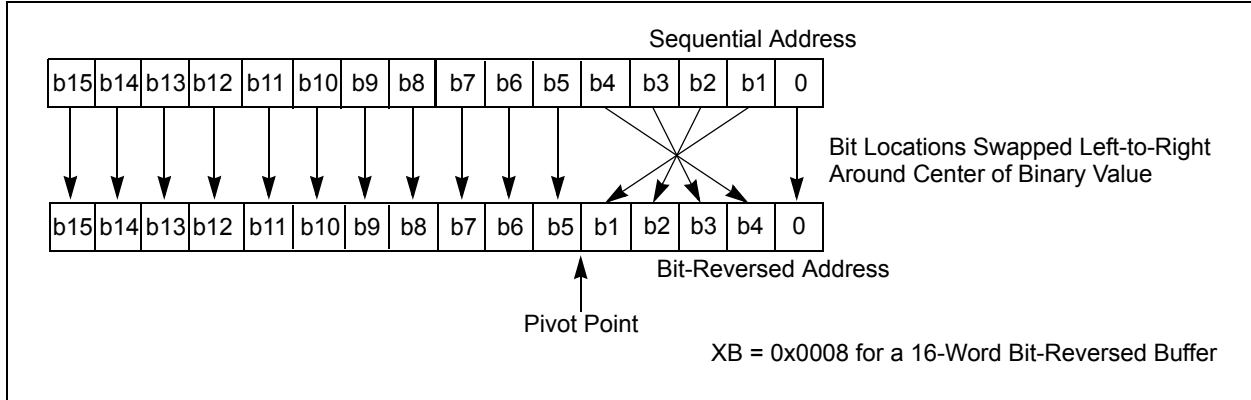 Sequential Address
b15 b14 b13 b12 b11 b10 b9 b8 b7 b6 b5 b4 b3 b2 b1 0
Bit Locations Swapped Left-to-Right
Around Center of Binary Value
b15 b14 b13 b12 b11 b10 b9 b8 b7 b6 b5 b1 b2 b3 b4 0
Bit-Reversed Address
Pivot Point
XB = 0x0008 for a 16-Word Bit-Reversed Buffer